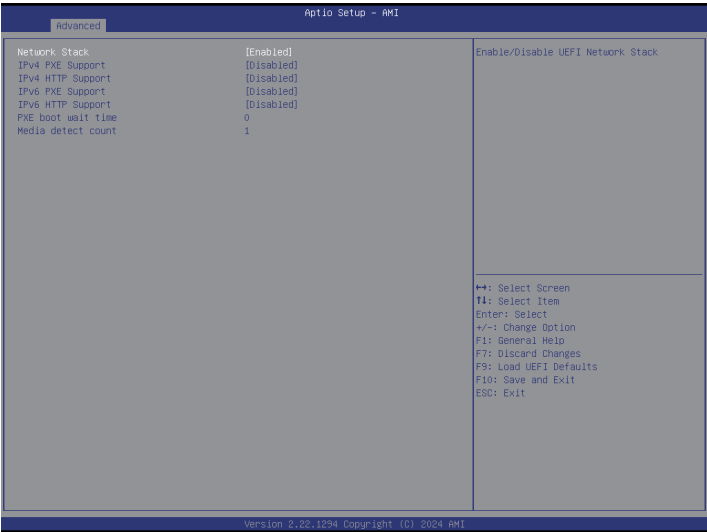 Aptio Setup - AMI
Advanced
Network Stack [Enabled]
IPv4 PXE Support [Disabled]
IPv4 HTTP Support [Disabled]
IPv6 PXE Support [Disabled]
IPv6 HTTP Support [Disabled]
PXE boot wait time 0
Media detect count 1
Enable/Disable UEFI Network Stack
↔: Select Screen
↑↓: Select Item
Enter: Select
+/-: Change Option
F1: General Help
F7: Discard Changes
F9: Load UEFI Defaults
F10: Save and Exit
ESC: Exit
Version 2.22.1294 Copyright (C) 2024 AMI